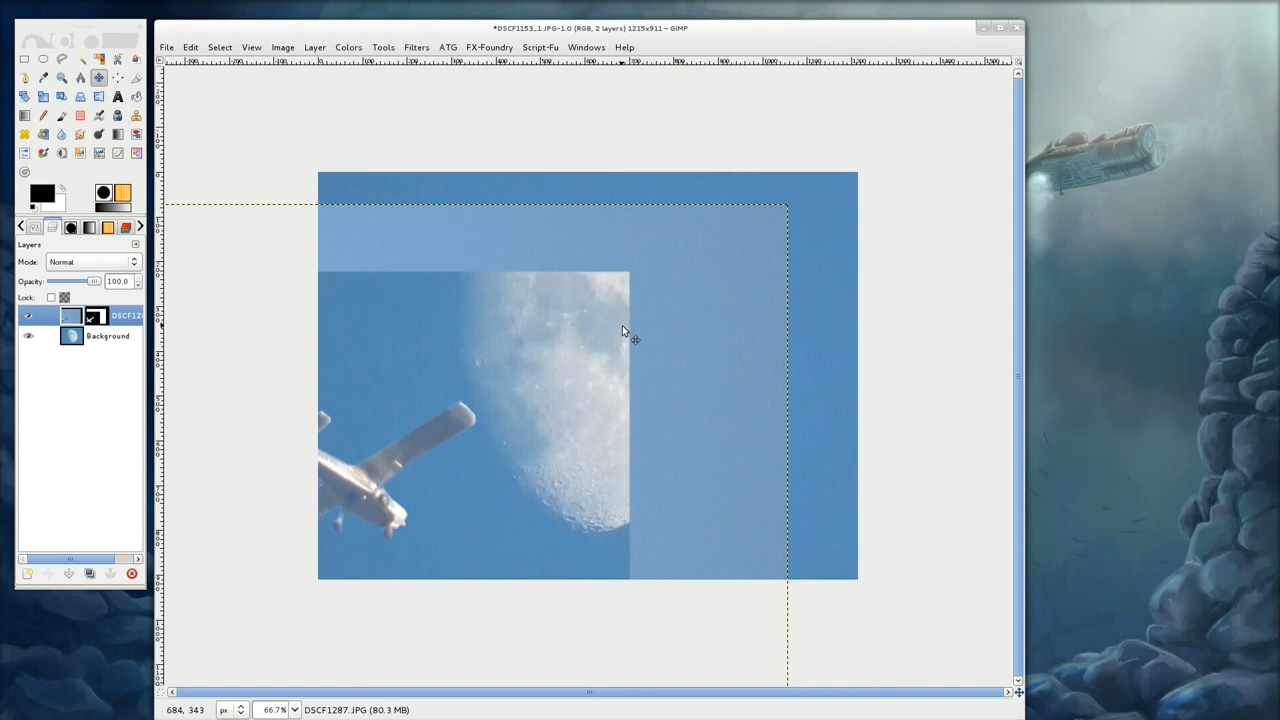 *DSCF1153_1.JPG-1.0 (RGB, 2 layers) 1215x911 – GIMP
File Edit Select View Image Layer Colors Tools Filters ATG FX-Foundry Script-Fu Windows Help
Layers
Mode: Normal
Opacity: 100.0
Lock:
DSCF128
Background
684, 343 px 66.7% DSCF1287.JPG (80.3 MB)